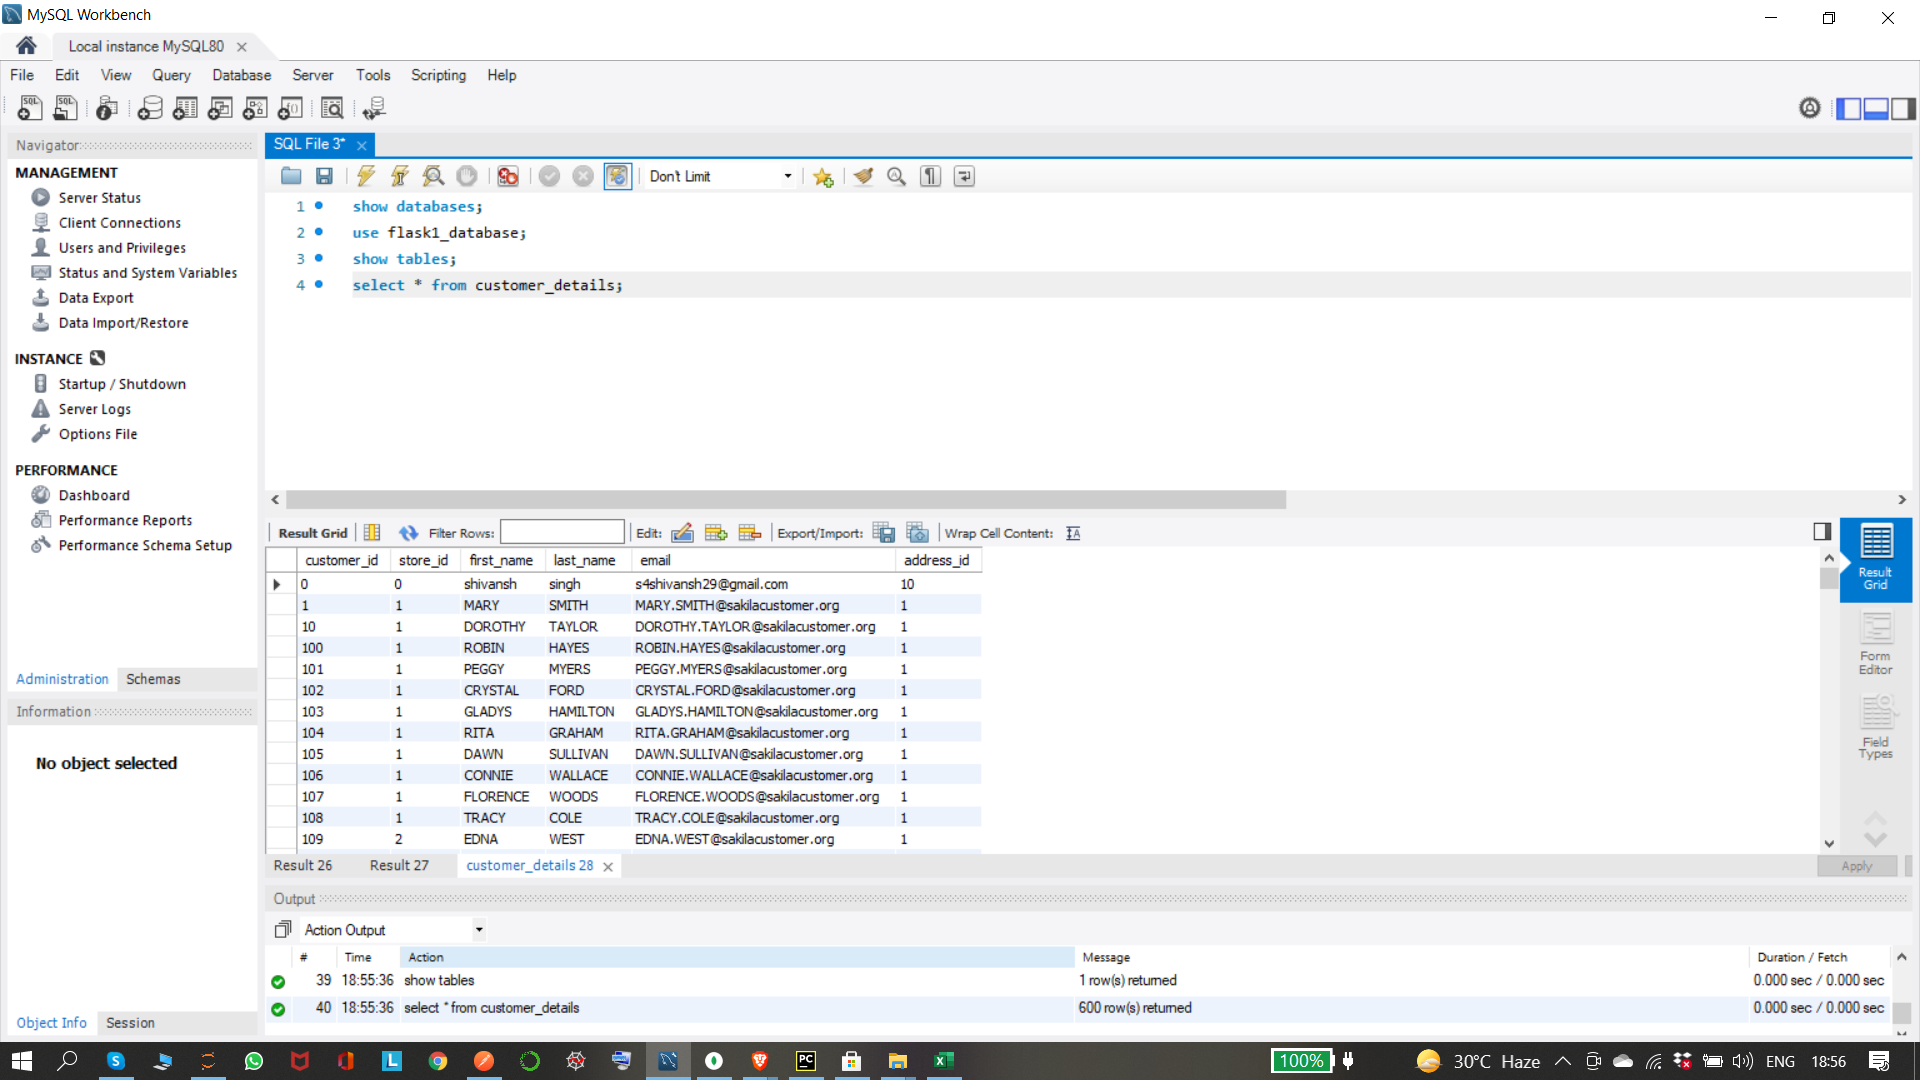 MySQL Workbench
Local instance MySQL80
File Edit View Query Database Server Tools Scripting Help
Navigator
MANAGEMENT
Server Status
Client Connections
Users and Privileges
Status and System Variables
Data Export
Data Import/Restore
INSTANCE
Startup / Shutdown
Server Logs
Options File
PERFORMANCE
Dashboard
Performance Reports
Performance Schema Setup
Administration Schemas
Information
No object selected
Object Info Session
SQL File 3*
Don't Limit
1 show databases;
2 use flask1_database;
3 show tables;
4 select * from customer_details;
Result Grid Filter Rows: Edit: Export/Import: Wrap Cell Content:
customer_id store_id first_name last_name email address_id
0 0 shivansh singh s4shivansh29@gmail.com 10
1 1 MARY SMITH MARY.SMITH@sakilacustomer.org 1
10 1 DOROTHY TAYLOR DOROTHY.TAYLOR@sakilacustomer.org 1
100 1 ROBIN HAYES ROBIN.HAYES@sakilacustomer.org 1
101 1 PEGGY MYERS PEGGY.MYERS@sakilacustomer.org 1
102 1 CRYSTAL FORD CRYSTAL.FORD@sakilacustomer.org 1
103 1 GLADYS HAMILTON GLADYS.HAMILTON@sakilacustomer.org 1
104 1 RITA GRAHAM RITA.GRAHAM@sakilacustomer.org 1
105 1 DAWN SULLIVAN DAWN.SULLIVAN@sakilacustomer.org 1
106 1 CONNIE WALLACE CONNIE.WALLACE@sakilacustomer.org 1
107 1 FLORENCE WOODS FLORENCE.WOODS@sakilacustomer.org 1
108 1 TRACY COLE TRACY.COLE@sakilacustomer.org 1
109 2 EDNA WEST EDNA.WEST@sakilacustomer.org 1
Result Grid
Form Editor
Field Types
Result 26 Result 27 customer_details 28
Apply
Output
Action Output
# Time Action Message Duration / Fetch
39 18:55:36 show tables 1 row(s) returned 0.000 sec / 0.000 sec
40 18:55:36 select * from customer_details 600 row(s) returned 0.000 sec / 0.000 sec
100% 30°C Haze ENG 18:56